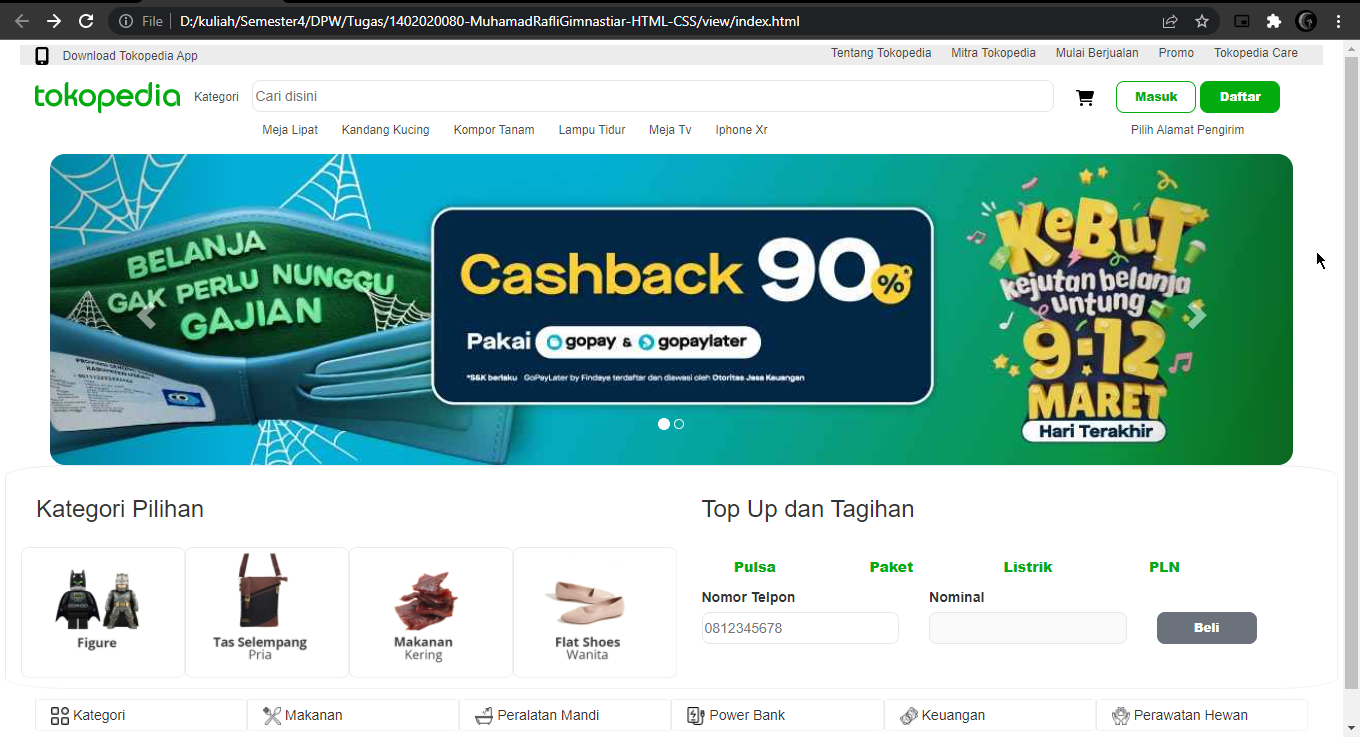 File D:/kuliah/Semester4/DPW/Tugas/1402020080-MuhamadRafliGimnastiar-HTML-CSS/view/index.html
Download Tokopedia App Tentang Tokopedia Mitra Tokopedia Mulai Berjualan Promo Tokopedia Care
tokopedia Kategori Cari disini Masuk Daftar
Meja Lipat Kandang Kucing Kompor Tanam Lampu Tidur Meja Tv Iphone Xr Pilih Alamat Pengirim
BELANJA
GAK PERLU NUNGGU
GAJIAN
Cashback 90%
Pakai gopay & gopaylater
*S&K berlaku GoPayLater by Findaya terdaftar dan diawasi oleh Otoritas Jasa Keuangan
KeBuT
kejutan belanja
untung
9-12
MARET
Hari Terakhir
Kategori Pilihan
Figure
Tas Selempang
Pria
Makanan
Kering
Flat Shoes
Wanita
Top Up dan Tagihan
Pulsa Paket Listrik PLN
Nomor Telpon Nominal
0812345678 Beli
Kategori Makanan Peralatan Mandi Power Bank Keuangan Perawatan Hewan